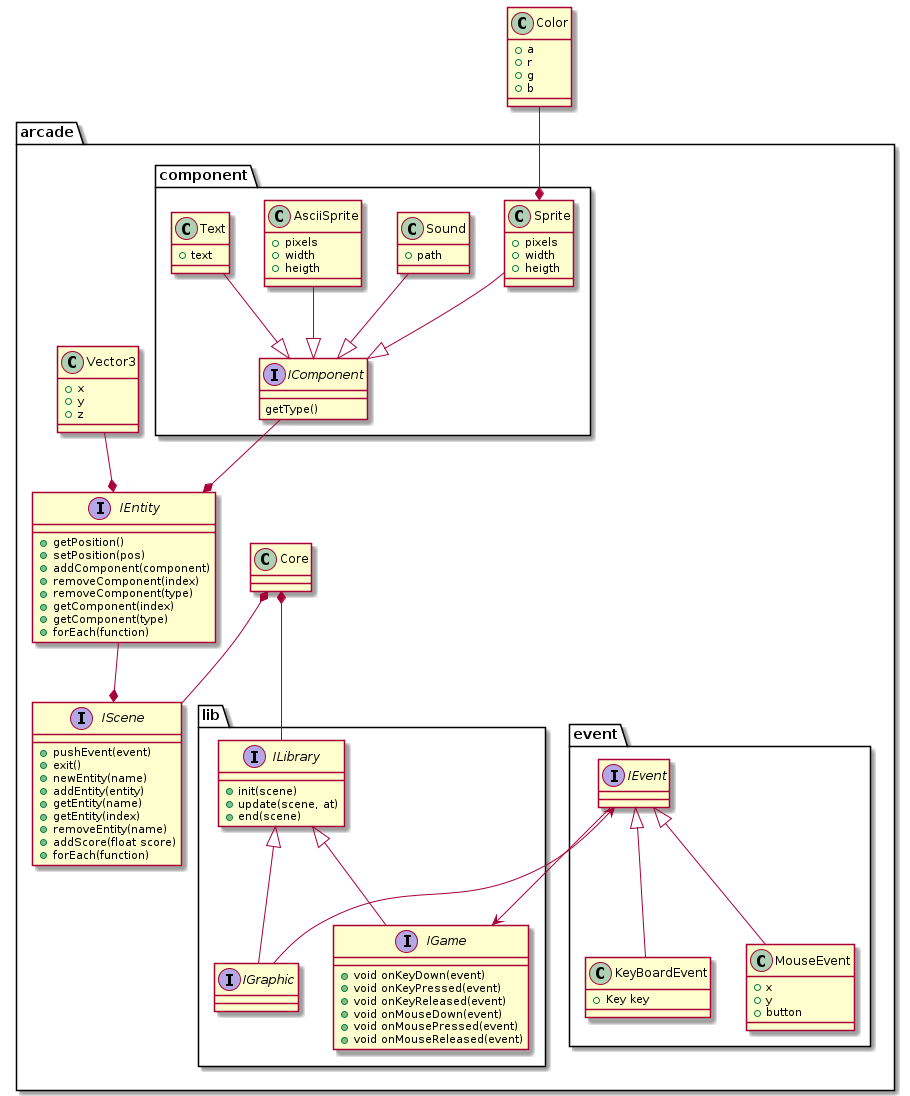 C Color
a
r
g
b
arcade
component
C Text
text
C AsciiSprite
pixels
width
heigth
C Sound
path
C Sprite
pixels
width
heigth
I IComponent
getType()
C Vector3
x
y
z
I IEntity
getPosition()
setPosition(pos)
addComponent(component)
removeComponent(index)
removeComponent(type)
getComponent(index)
getComponent(type)
forEach(function)
C Core
I IScene
pushEvent(event)
exit()
newEntity(name)
addEntity(entity)
getEntity(name)
getEntity(index)
removeEntity(name)
addScore(float score)
forEach(function)
lib
I ILibrary
init(scene)
update(scene, at)
end(scene)
I IGraphic
I IGame
void onKeyDown(event)
void onKeyPressed(event)
void onKeyReleased(event)
void onMouseDown(event)
void onMousePressed(event)
void onMouseReleased(event)
event
I IEvent
C KeyBoardEvent
Key key
C MouseEvent
x
y
button